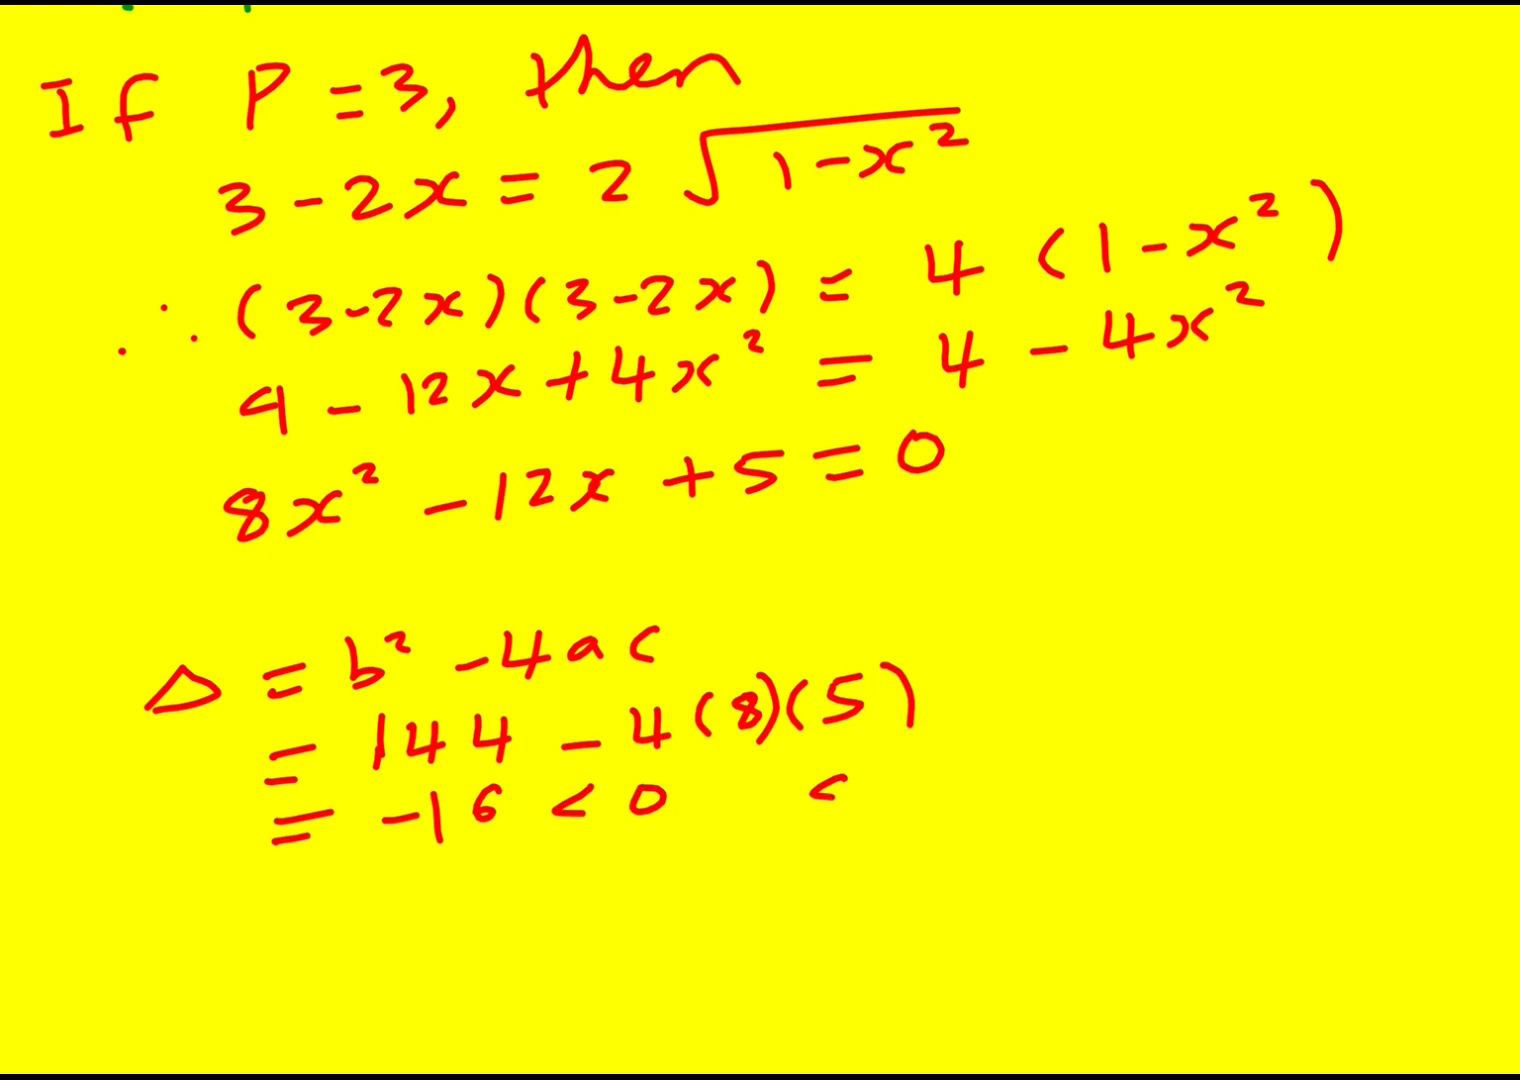 If P = 3, then
3 - 2x = 2 √(1 - x²)
∴ (3 - 2x)(3 - 2x) = 4 (1 - x²)
9 - 12x + 4x² = 4 - 4x²
8x² - 12x + 5 = 0
Δ = b² - 4ac
= 144 - 4(8)(5)
= -16 < 0 <